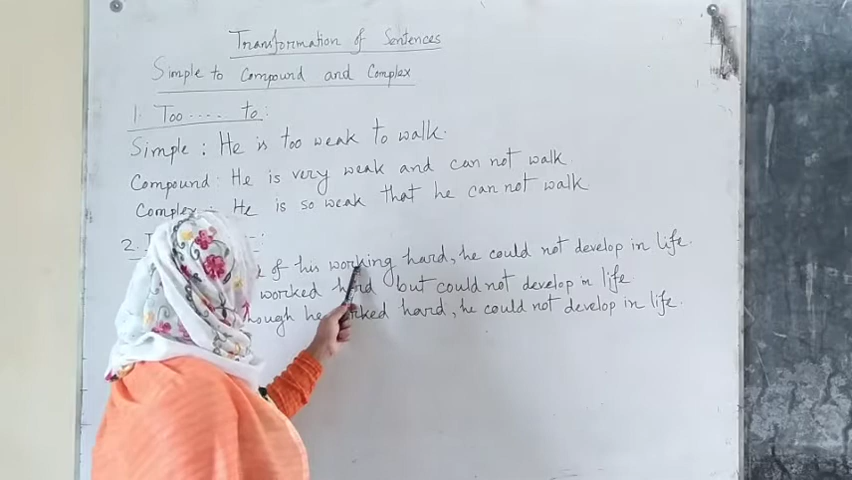 Transformation of Sentences
Simple to Compound and Complex
1. Too.... to:
Simple : He is too weak to walk.
Compound : He is very weak and can not walk.
Complex : He is so weak that he can not walk
2.
of his working hard, he could not develop in life.
worked hard but could not develop in life
he worked hard, he could not develop in life.